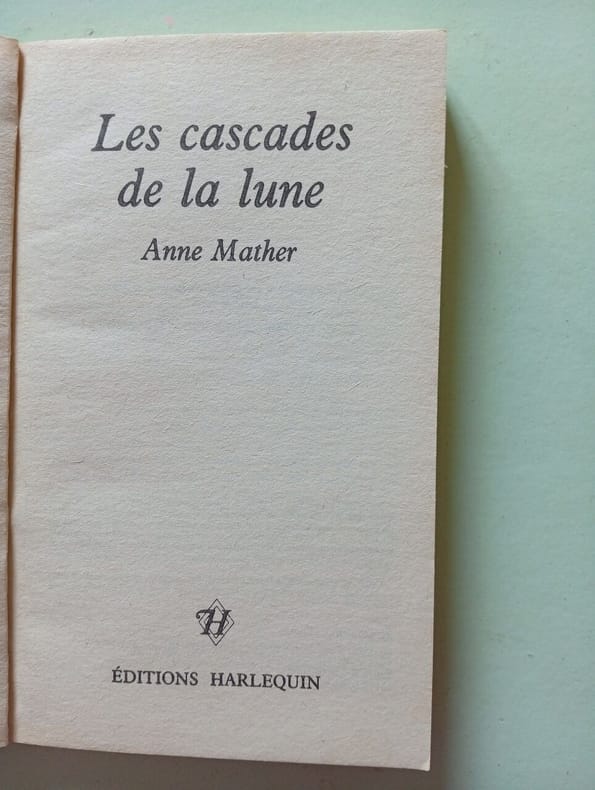 Les cascades
de la lune
Anne Mather
H
ÉDITIONS HARLEQUIN